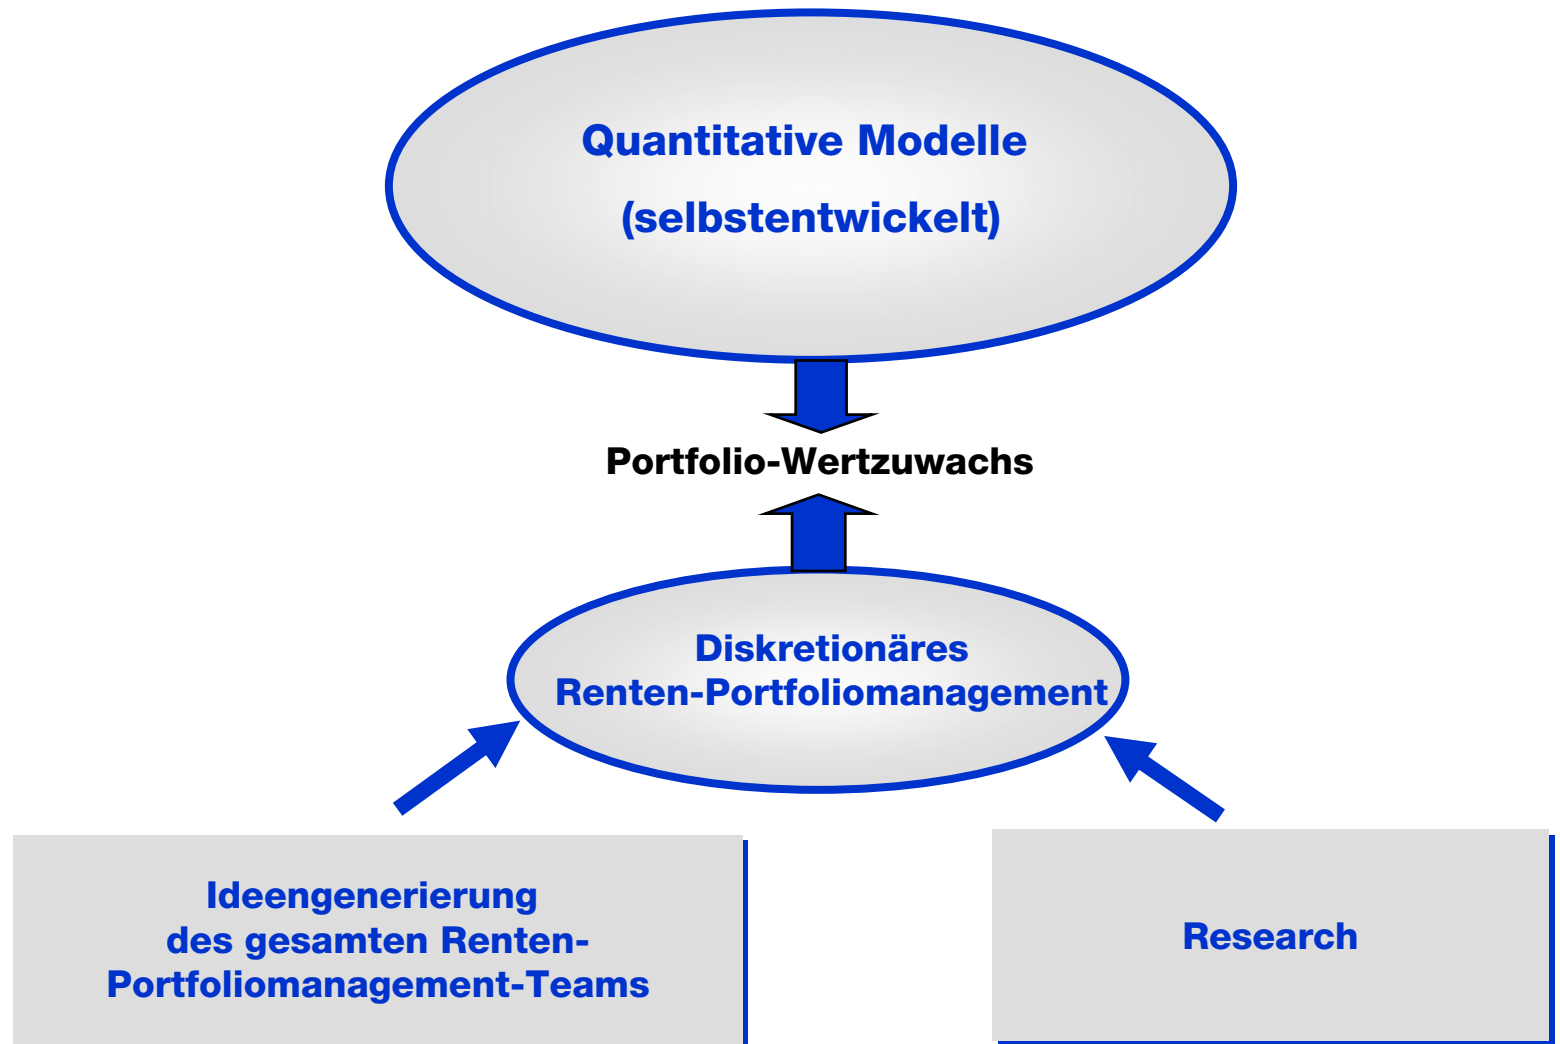 Quantitative Modelle
(selbstentwickelt)
Portfolio-Wertzuwachs
Diskretionäres
Renten-Portfoliomanagement
Ideengenerierung
des gesamten Renten-
Portfoliomanagement-Teams
Research